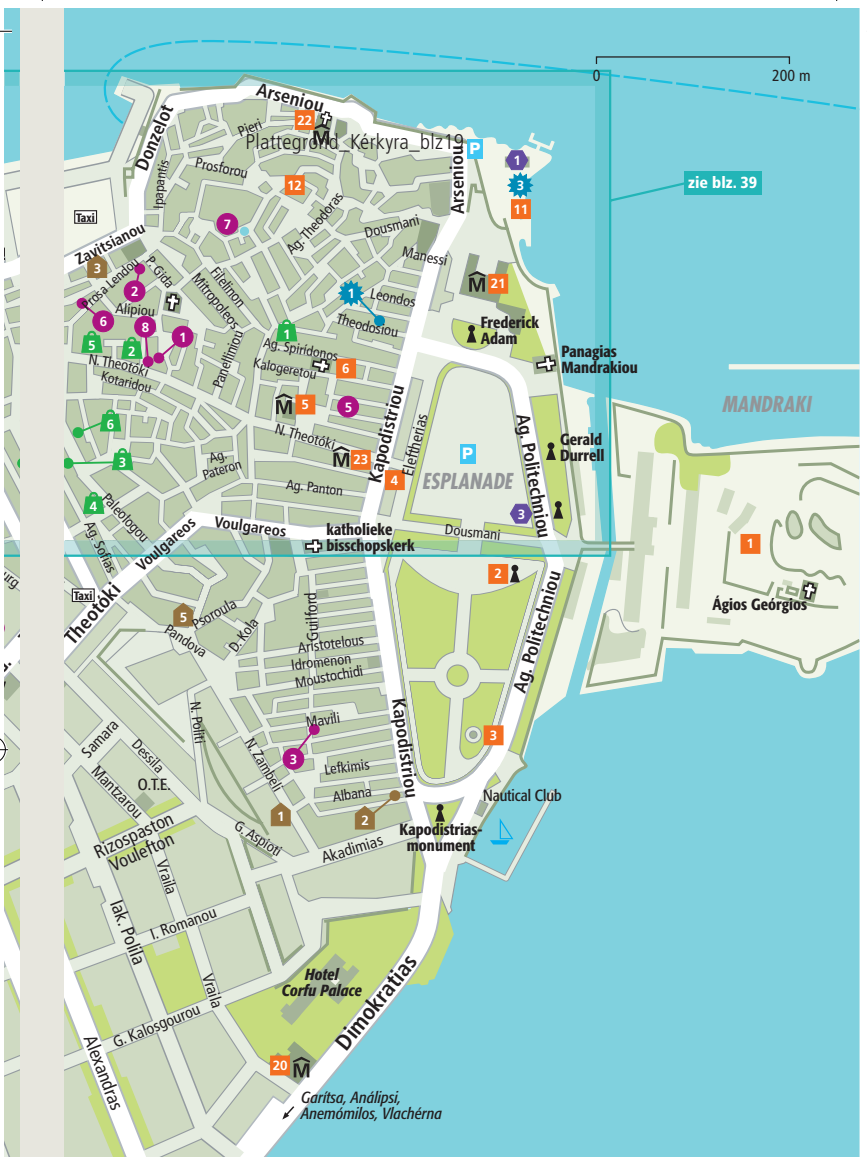 0
200 m
Arseniou
22
Pieri
Plattegrond_Kérkyra_blz19
P
Donzelot
Prosforou
1
3
11
zie blz. 39
Ipapantis
12
Arseniou
Taxi
7
Ag. Theodoras
Dousmani
Zavitsianou
3
P. Gida
Manessi
Filelinon
Mitropoleos
M
21
2
Alipiou
1
Leondos
6
8
1
Theodosiou
Frederick
Adam
5
2
1
Ag. Spiridonos
Panagias
Mandrakiou
N. Theotóki
Kotaridou
Panelliniou
Kalogeretou
6
M
5
5
MANDRAKI
Kapodistriou
Eleftherias
Ag. Politechniou
6
N. Theotóki
Gerald
Durrell
3
Ag.
Pateron
M
23
P
4
ESPLANADE
4
Ag. Panton
Paleologou
3
Voulgareos
Voulgareos
Dousmani
katholieke
bisschopskerk
Ag. Sofias
1
2
Taxi
Theotóki
5
Psoroula
Pandova
D. Kola
Guilford
Ágios Geórgios
Aristotelous
Idromenon
Moustochidi
Ag. Politechniou
N. Politi
Kapodistriou
Mavili
3
Samara
Dessila
N. Zambeli
3
Lefkimis
Mantzarou
O.T.E.
Albana
Nautical Club
1
2
Kapodistrias-
monument
Rizospaston
Voulefton
G. Aspioti
Akadimias
Vraila
Iak. Polila
I. Romanou
Hotel
Corfu Palace
Dimokratias
Vraila
G. Kalosgourou
Alexandras
20
M
Garítsa, Análipsi,
Anemómilos, Vlachérna